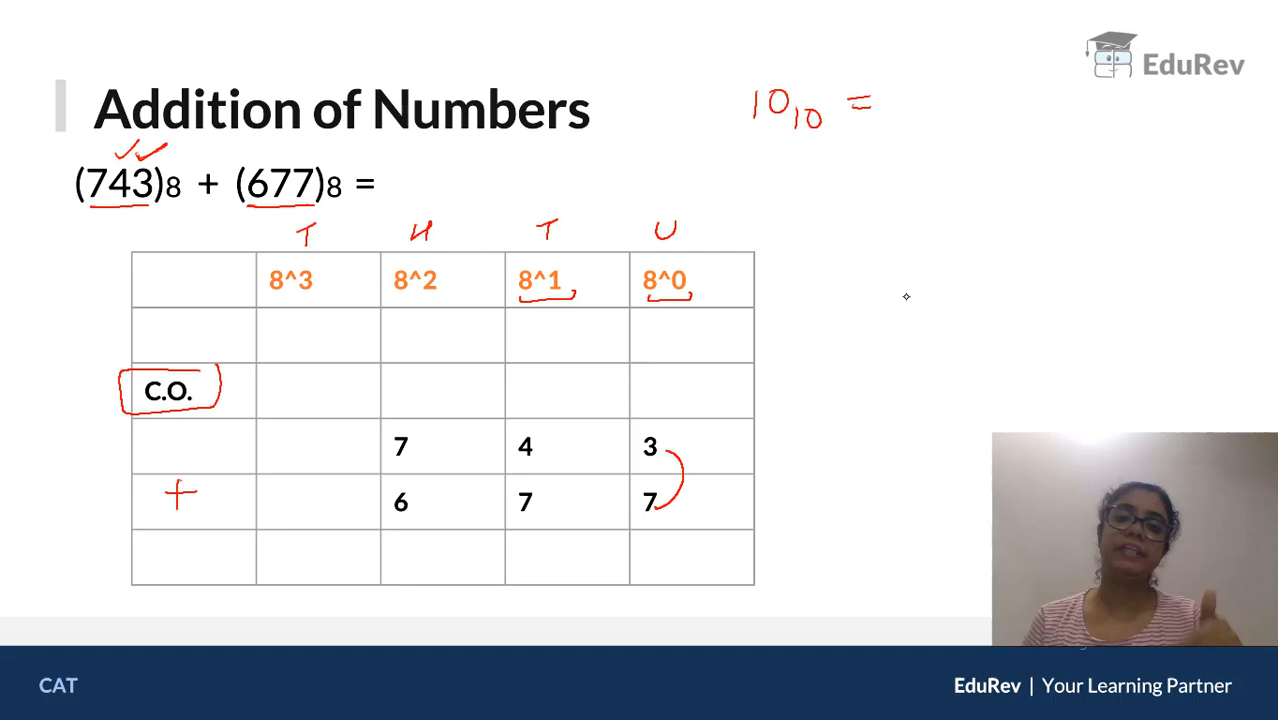 EduRev
Addition of Numbers
10₁₀ =
(743)8 + (677)8 =
T H T U
8^3 8^2 8^1 8^0
C.O.
7 4 3
+ 6 7 7
CAT
EduRev | Your Learning Partner